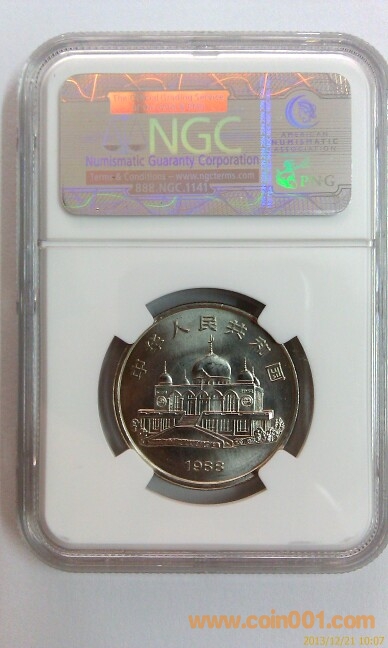 NGC
Numismatic Guaranty Corporation
Terms & Conditions – www.ngcterms.com
888.NGC.1141
AMERICAN
NUMISMATIC
ASSOCIATION
PNG
中华人民共和国
1988
www.coin001.com
2013/12/21 10:07